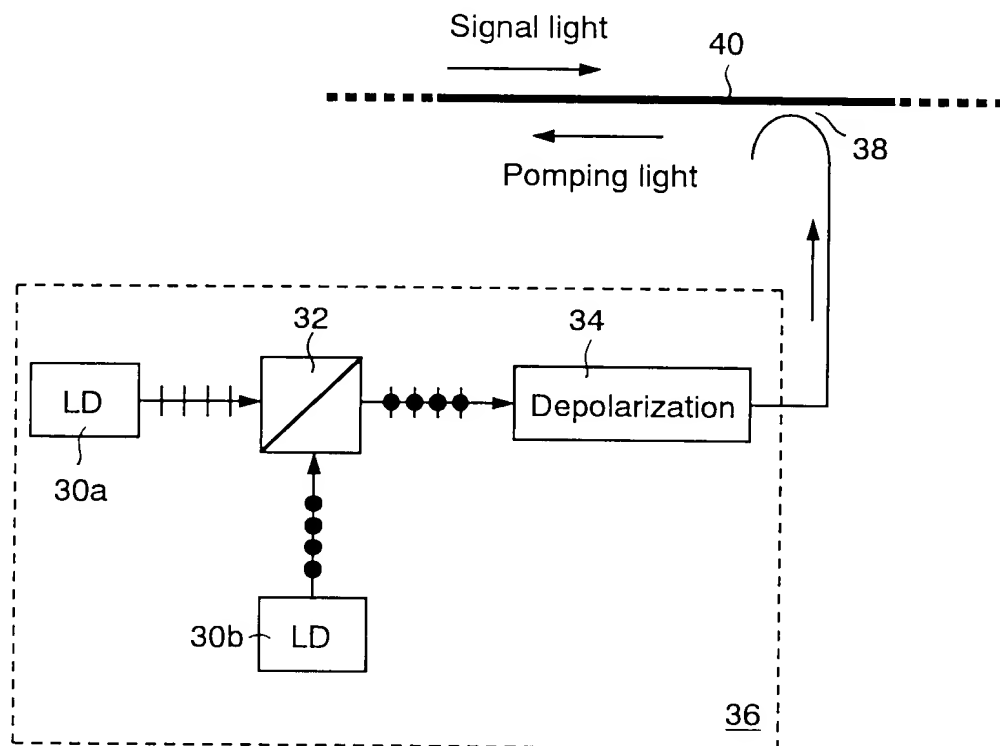 Signal light
40
38
Pomping light
32
34
LD
Depolarization
30a
30b
LD
36